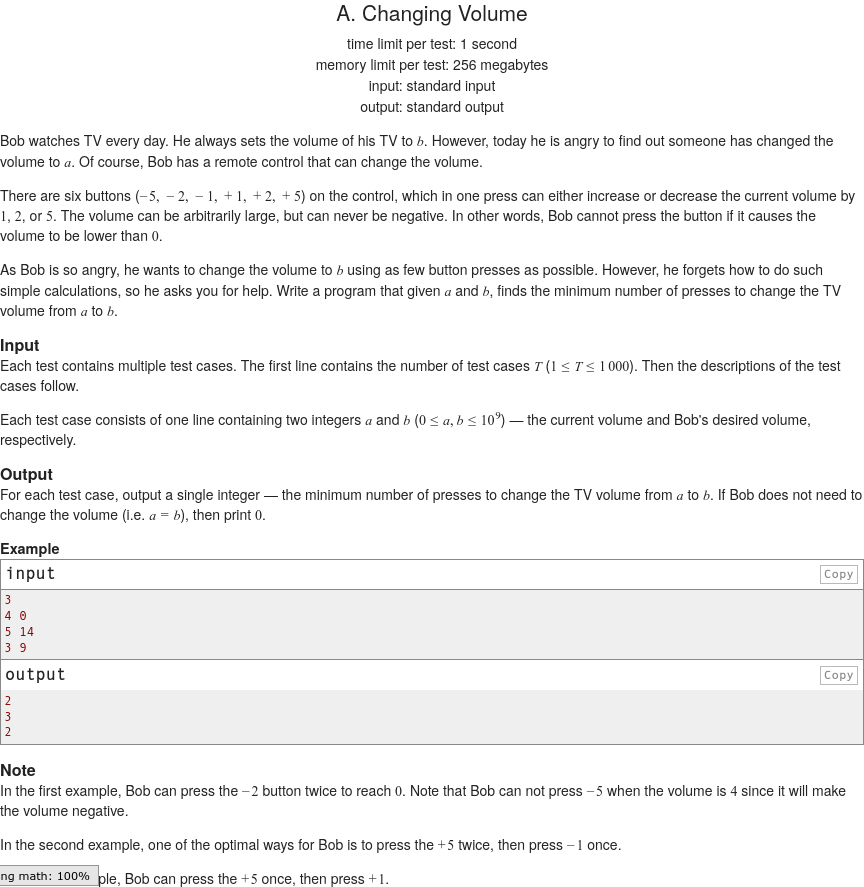 A. Changing Volume
time limit per test: 1 second
memory limit per test: 256 megabytes
input: standard input
output: standard output
Bob watches TV every day. He always sets the volume of his TV to b. However, today he is angry to find out someone has changed the
volume to a. Of course, Bob has a remote control that can change the volume.
There are six buttons (−5, −2, −1, +1, +2, +5) on the control, which in one press can either increase or decrease the current volume by
1, 2, or 5. The volume can be arbitrarily large, but can never be negative. In other words, Bob cannot press the button if it causes the
volume to be lower than 0.
As Bob is so angry, he wants to change the volume to b using as few button presses as possible. However, he forgets how to do such
simple calculations, so he asks you for help. Write a program that given a and b, finds the minimum number of presses to change the TV
volume from a to b.
Input
Each test contains multiple test cases. The first line contains the number of test cases T (1 ≤ T ≤ 1 000). Then the descriptions of the test
cases follow.
Each test case consists of one line containing two integers a and b (0 ≤ a, b ≤ 10⁹) — the current volume and Bob's desired volume,
respectively.
Output
For each test case, output a single integer — the minimum number of presses to change the TV volume from a to b. If Bob does not need to
change the volume (i.e. a = b), then print 0.
Example
input Copy
3
4 0
5 14
3 9
output Copy
2
3
2
Note
In the first example, Bob can press the −2 button twice to reach 0. Note that Bob can not press −5 when the volume is 4 since it will make
the volume negative.
In the second example, one of the optimal ways for Bob is to press the +5 twice, then press −1 once.
ng math: 100% ple, Bob can press the +5 once, then press +1.